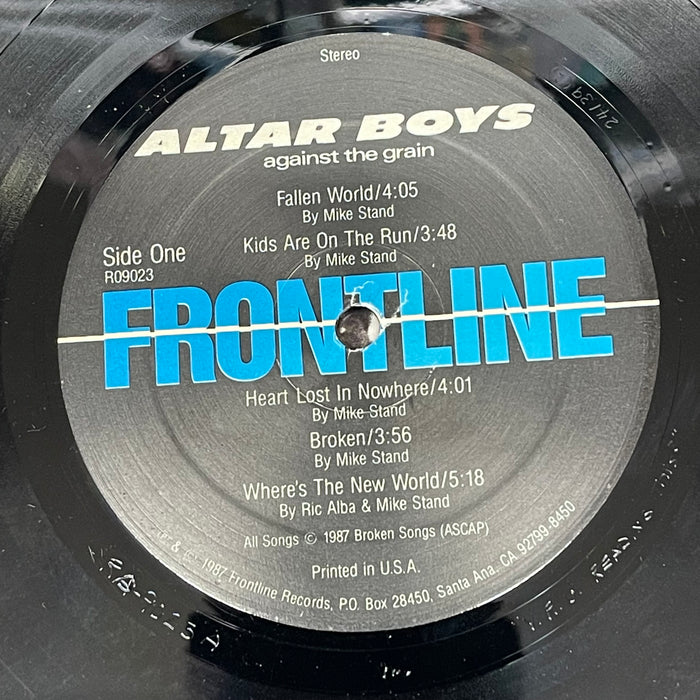 Stereo
ALTAR BOYS
against the grain
Fallen World/4:05
By Mike Stand
Kids Are On The Run/3:48
By Mike Stand
Side One
R09023
FRONTLINE
Heart Lost In Nowhere/4:01
By Mike Stand
Broken/3:56
By Mike Stand
Where's The New World/5:18
By Ric Alba & Mike Stand
All Songs © 1987 Broken Songs (ASCAP)
Printed in U.S.A.
& © 1987 Frontline Records, P.O. Box 28450, Santa Ana, CA 92799-8450